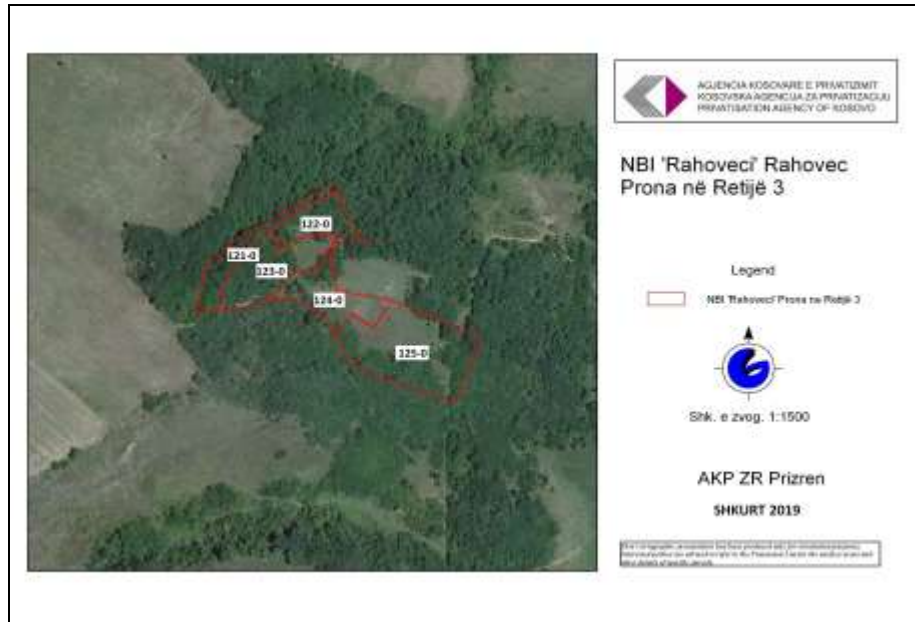 122-0
121-0
123-0
124-0
125-0
AGJENCIA KOSOVARE E PRIVATIZIMIT
KOSOVSKA AGENCIJA ZA PRIVATIZACIJU
PRIVATISATION AGENCY OF KOSOVO
NBI 'Rahoveci' Rahovec
Prona në Retijë 3
Legend
NBI 'Rahoveci' Prona në Retijë 3
Shk. e zvog. 1:1500
AKP ZR Prizren
SHKURT 2019